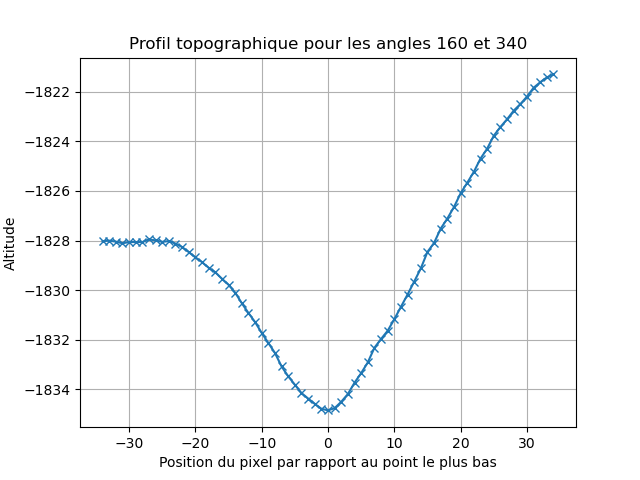 Profil topographique pour les angles 160 et 340
Altitude
−1822
−1824
−1826
−1828
−1830
−1832
−1834
−30 −20 −10 0 10 20 30
Position du pixel par rapport au point le plus bas